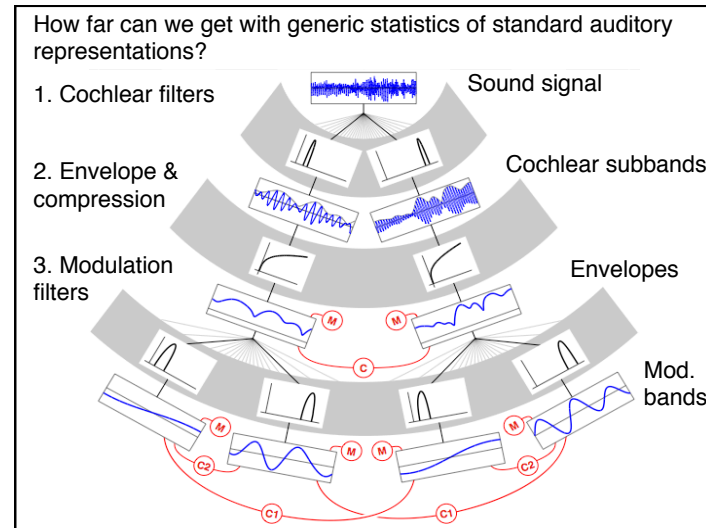 How far can we get with generic statistics of standard auditory
representations?
Sound signal
1. Cochlear filters
Cochlear subbands
2. Envelope &
compression
Envelopes
3. Modulation
filters
M
M
C
Mod.
bands
M
M
M
M
C2
C2
C1
C1